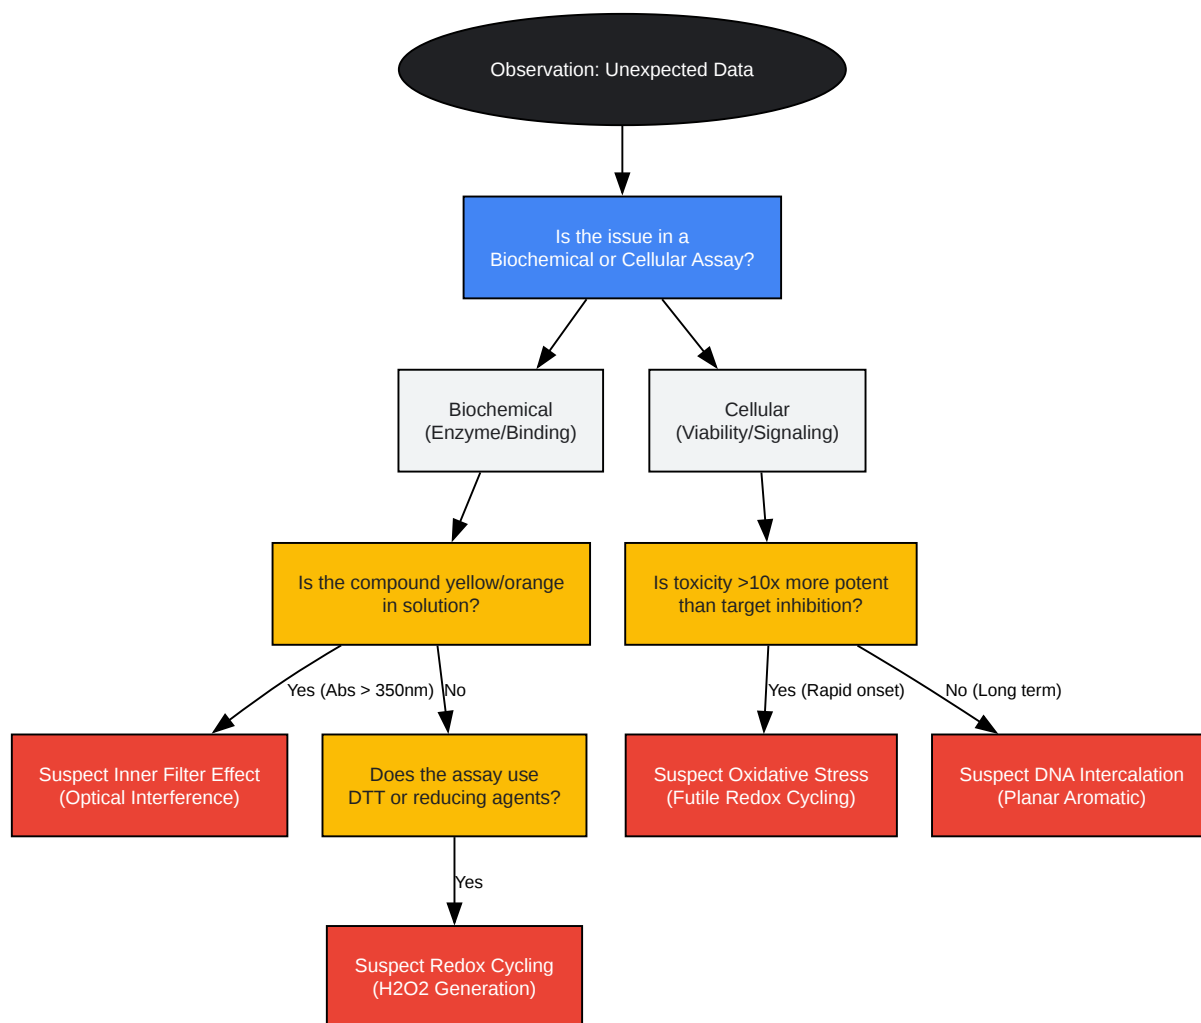 Observation: Unexpected Data
Is the issue in a
Biochemical or Cellular Assay?
Biochemical
(Enzyme/Binding)
Cellular
(Viability/Signaling)
Is the compound yellow/orange
in solution?
Is toxicity >10x more potent
than target inhibition?
Yes (Abs > 350nm)
No
Yes (Rapid onset)
No (Long term)
Suspect Inner Filter Effect
(Optical Interference)
Does the assay use
DTT or reducing agents?
Suspect Oxidative Stress
(Futile Redox Cycling)
Suspect DNA Intercalation
(Planar Aromatic)
Yes
Suspect Redox Cycling
(H2O2 Generation)